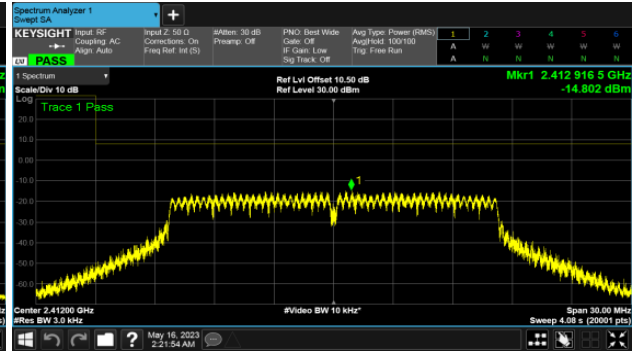 Spectrum Analyzer 1
Swept SA
+
KEYSIGHT Input: RF
Coupling: AC
Align: Auto
Input Z: 50 Ω
Corrections: On
Freq Ref: Int (S)
#Atten: 30 dB
Preamp: Off
PNO: Best Wide
Gate: Off
IF Gain: Low
Sig Track: Off
Avg Type: Power (RMS)
Avg|Hold: 100/100
Trig: Free Run
1 2 3 4 5 6
A W W W W W
A N N N N N
LXI PASS
1 Spectrum
Scale/Div 10 dB
Ref Lvl Offset 10.50 dB
Ref Level 30.00 dBm
Mkr1 2.412 916 5 GHz
-14.802 dBm
Log
Trace 1 Pass
20.0
10.0
0.00
-10.0
-20.0
-30.0
-40.0
-50.0
-60.0
1
Center 2.41200 GHz
#Res BW 3.0 kHz
#Video BW 10 kHz*
Span 30.00 MHz
Sweep 4.08 s (20001 pts)
?
May 16, 2023
2:21:54 AM